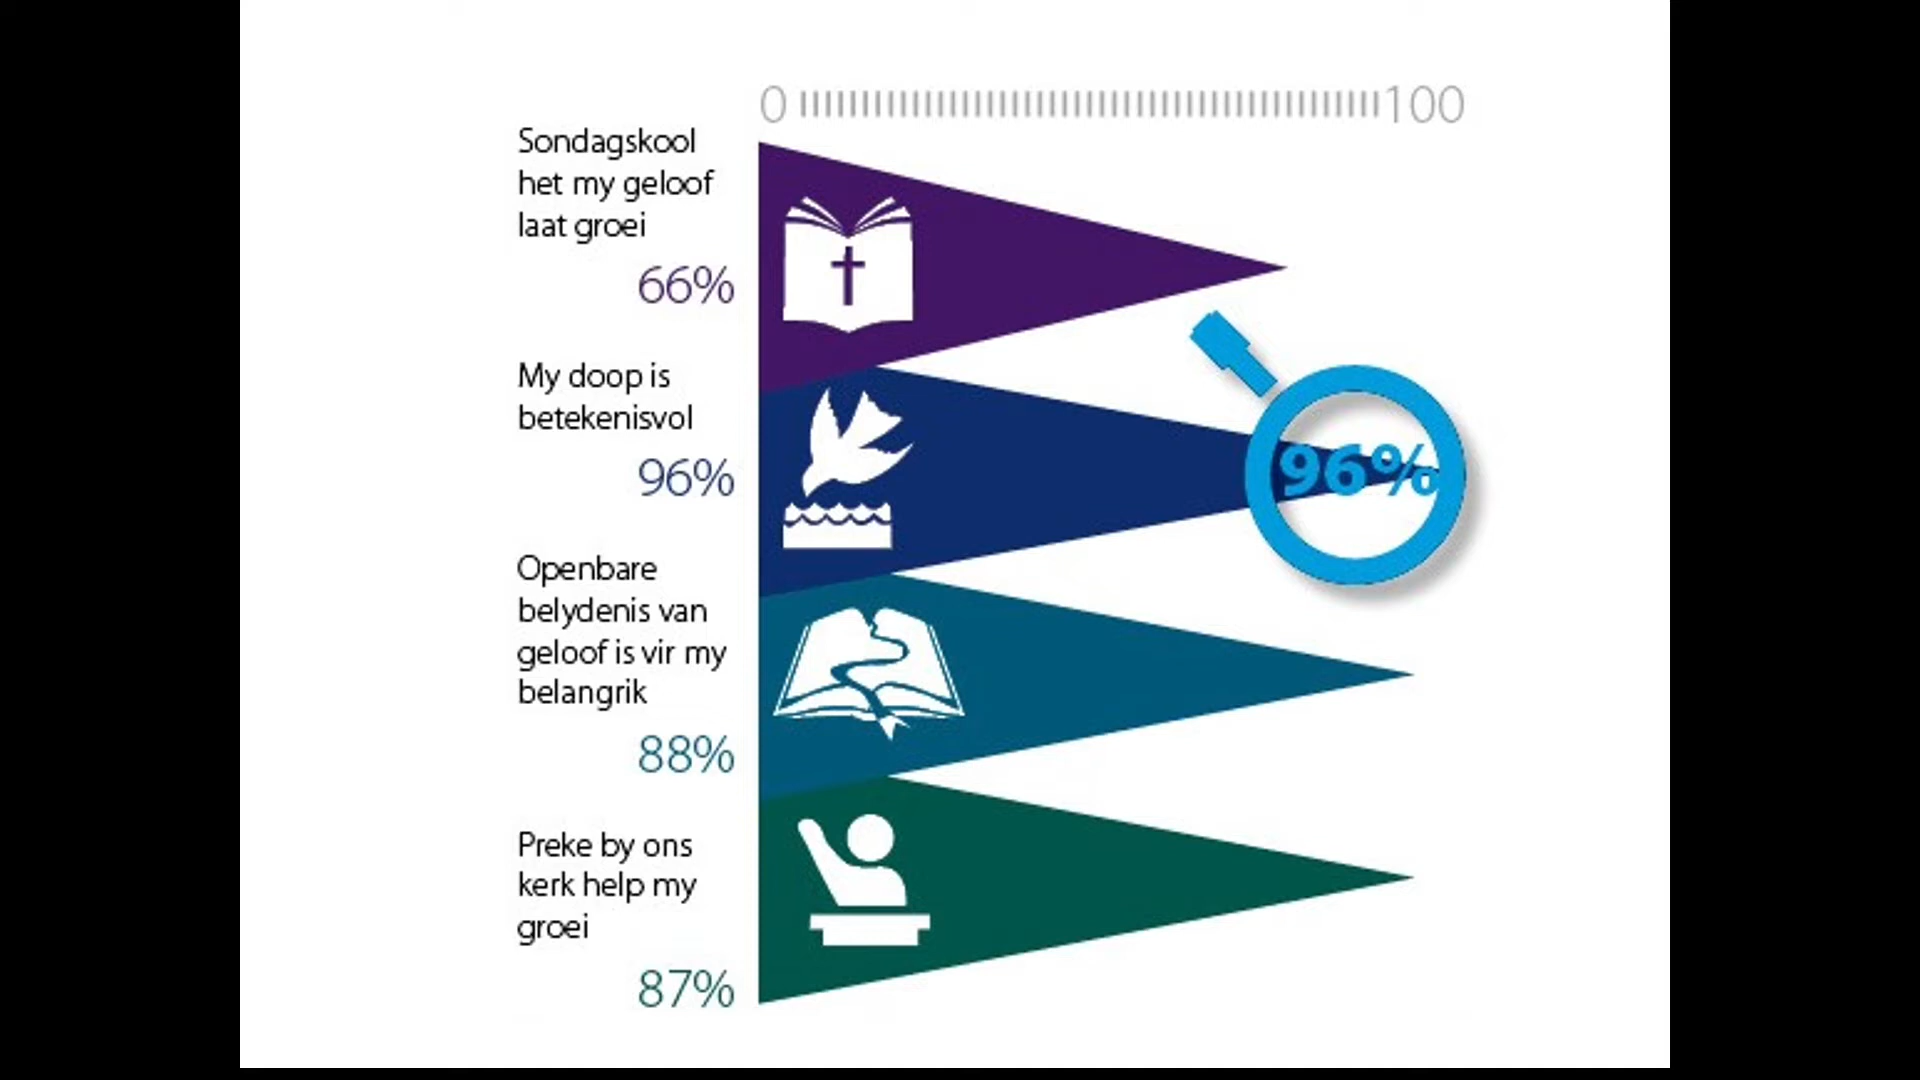 0 100
Sondagskool
het my geloof
laat groei
66%
My doop is
betekenisvol
96%
96%
Openbare
belydenis van
geloof is vir my
belangrik
88%
Preke by ons
kerk help my
groei
87%